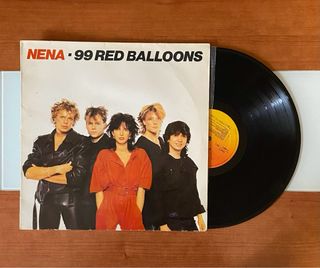 NENA · 99 RED BALLOONS